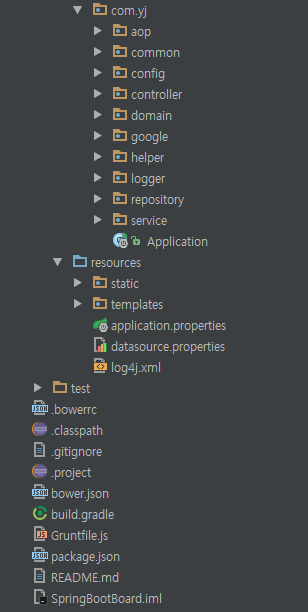 com.yj
aop
common
config
controller
domain
google
helper
logger
repository
service
Application
resources
static
templates
application.properties
datasource.properties
log4j.xml
test
.bowerrc
.classpath
.gitignore
.project
bower.json
build.gradle
Gruntfile.js
package.json
README.md
SpringBootBoard.iml